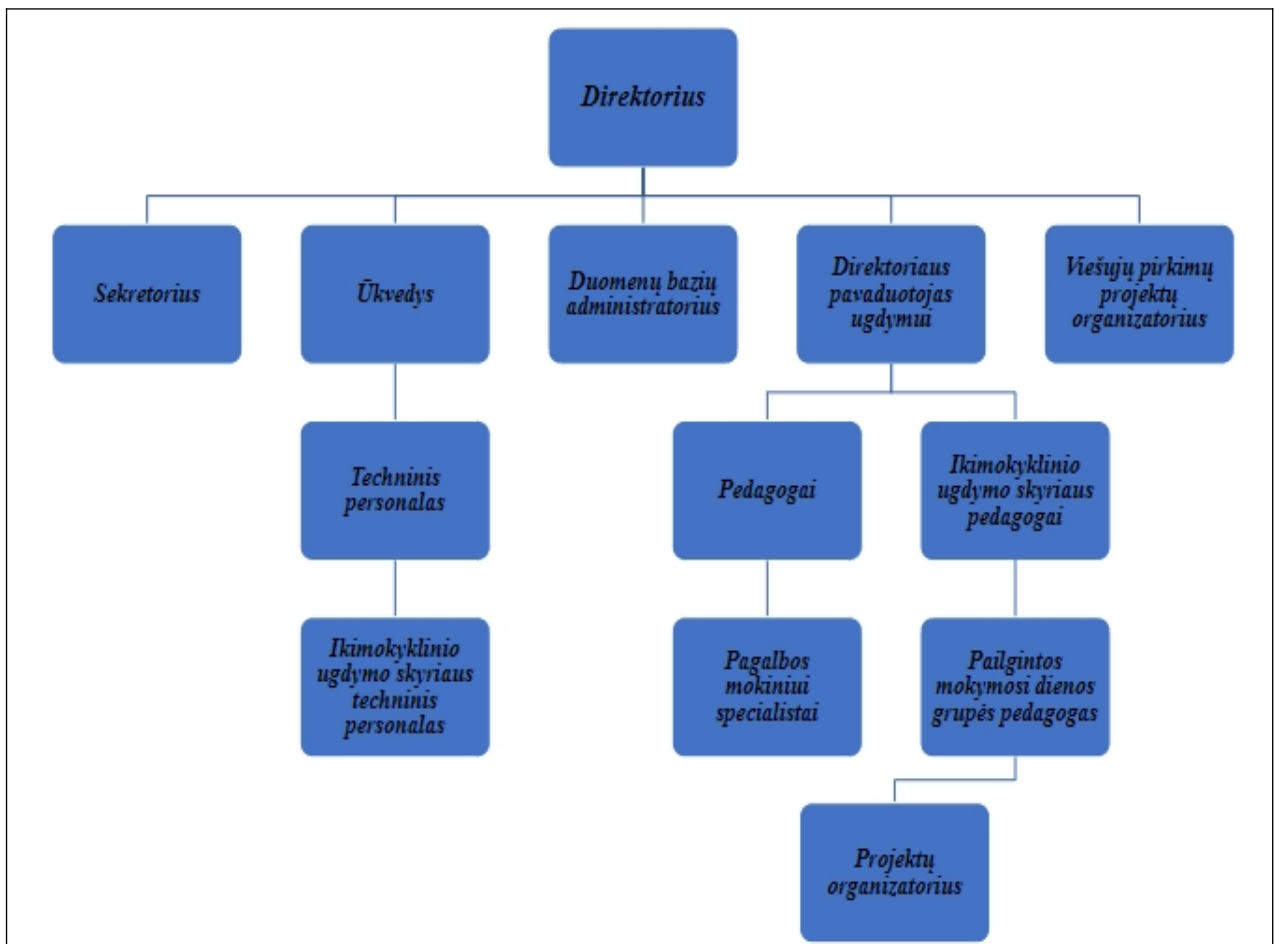 Direktorius
Sekretorius
Ūkvedys
Duomenų bazių
administratorius
Direktoriaus
pavaduotojas
ugdymui
Viešųjų pirkimų
projektų
organizatorius
Techninis
personalas
Pedagogai
Ikimokyklinio
ugdymo skyriaus
pedagogai
Ikimokyklinio
ugdymo skyriaus
techninis
personalas
Pagalbos
mokiniui
specialistai
Pailgintos
mokymosi dienos
grupės pedagogas
Projektų
organizatorius